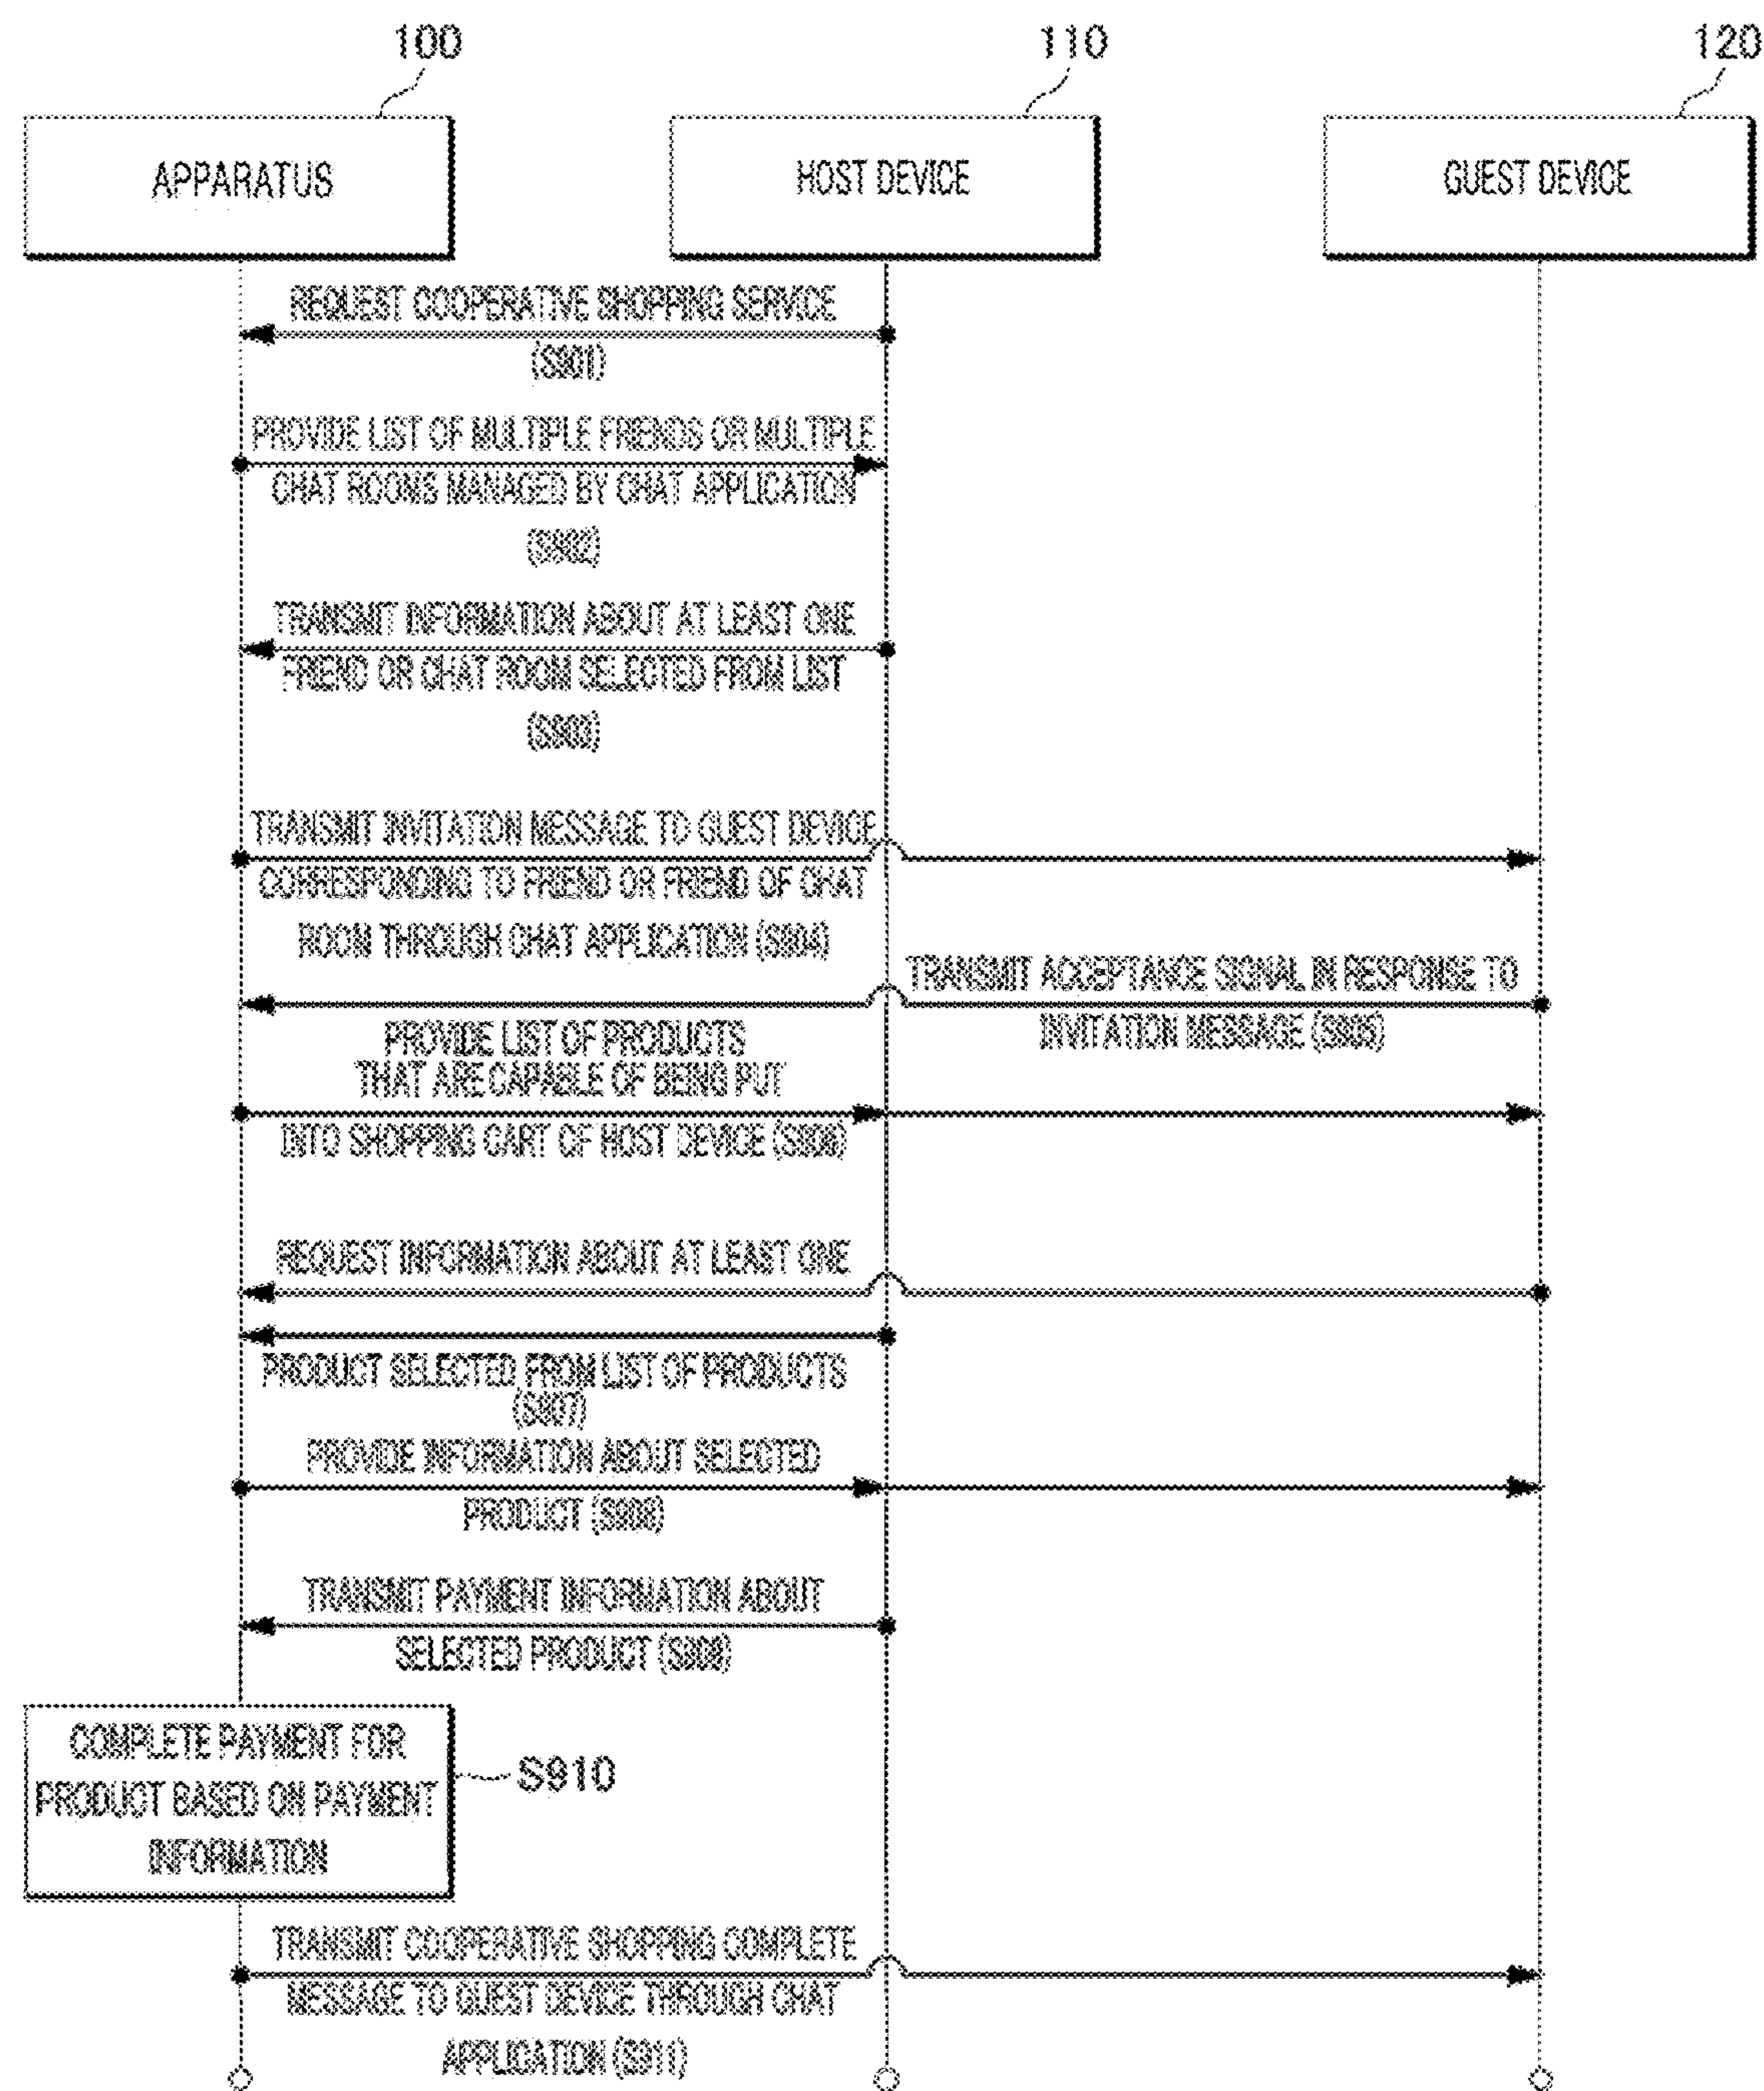 100
110
120
APPARATUS
HOST DEVICE
GUEST DEVICE
REQUEST COOPERATIVE SHOPPING SERVICE
(S901)
PROVIDE LIST OF MULTIPLE FRIENDS OR MULTIPLE
CHAT ROOMS MANAGED BY CHAT APPLICATION
(S902)
TRANSMIT INFORMATION ABOUT AT LEAST ONE
FRIEND OR CHAT ROOM SELECTED FROM LIST
(S903)
TRANSMIT INVITATION MESSAGE TO GUEST DEVICE
CORRESPONDING TO FRIEND OR FRIEND OF CHAT
ROOM THROUGH CHAT APPLICATION (S904)
TRANSMIT ACCEPTANCE SIGNAL IN RESPONSE TO
INVITATION MESSAGE (S905)
PROVIDE LIST OF PRODUCTS
THAT ARE CAPABLE OF BEING PUT
INTO SHOPPING CART OF HOST DEVICE (S906)
REQUEST INFORMATION ABOUT AT LEAST ONE
PRODUCT SELECTED FROM LIST OF PRODUCTS
(S907)
PROVIDE INFORMATION ABOUT SELECTED
PRODUCT (S908)
TRANSMIT PAYMENT INFORMATION ABOUT
SELECTED PRODUCT (S909)
COMPLETE PAYMENT FOR
PRODUCT BASED ON PAYMENT
INFORMATION
S910
TRANSMIT COOPERATIVE SHOPPING COMPLETE
MESSAGE TO GUEST DEVICE THROUGH CHAT
APPLICATION (S911)